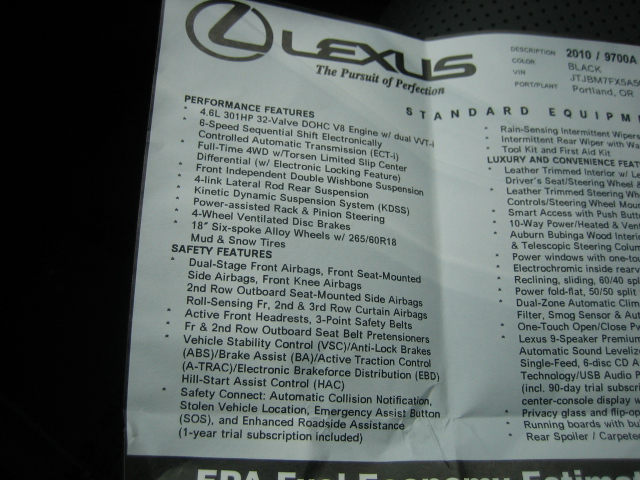 LEXUS
The Pursuit of Perfection
DESCRIPTION 2010 / 9700A
COLOR BLACK
VIN JTJBM7FX5A5
PORT/PLANT Portland, OR
STANDARD EQUIPM
PERFORMANCE FEATURES
* 4.6L 301HP 32-Valve DOHC V8 Engine w/ dual VVT-i
* 6-Speed Sequential Shift Electronically
Controlled Automatic Transmission (ECT-i)
* Full-Time 4WD w/Torsen Limited Slip Center
Differential (w/ Electronic Locking Feature)
* Front Independent Double Wishbone Suspension
* 4-link Lateral Rod Rear Suspension
* Kinetic Dynamic Suspension System (KDSS)
* Power-assisted Rack & Pinion Steering
* 4-Wheel Ventilated Disc Brakes
* 18" Six-spoke Alloy Wheels w/ 265/60R18
Mud & Snow Tires
SAFETY FEATURES
* Dual-Stage Front Airbags, Front Seat-Mounted
Side Airbags, Front Knee Airbags
* 2nd Row Outboard Seat-Mounted Side Airbags
Roll-Sensing Fr, 2nd & 3rd Row Curtain Airbags
* Active Front Headrests, 3-Point Safety Belts
* Fr & 2nd Row Outboard Seat Belt Pretensioners
* Vehicle Stability Control (VSC)/Anti-Lock Brakes
(ABS)/Brake Assist (BA)/Active Traction Control
(A-TRAC)/Electronic Brakeforce Distribution (EBD)
* Hill-Start Assist Control (HAC)
* Safety Connect: Automatic Collision Notification,
Stolen Vehicle Location, Emergency Assist Button
(SOS), and Enhanced Roadside Assistance
(1-year trial subscription included)
* Rain-Sensing Intermittent Wipers
* Intermittent Rear Wiper with Wa
* Tool Kit and First Aid Kit
LUXURY AND CONVENIENCE FEAT
* Leather Trimmed Interior w/ Le
Driver's Seat/Steering Wheel &
* Leather Trimmed Steering Wh
Controls/Steering Wheel Mou
* Smart Access with Push Butt
* 10-Way Power/Heated & Vent
* Auburn Bubinga Wood Interi
& Telescopic Steering Colum
* Power windows with one-tou
* Electrochromic inside rearv
* Reclining, sliding, 60/40 spl
* Power fold-flat, 50/50 split
* Dual-Zone Automatic Clim
Filter, Smog Sensor & Aut
* One-Touch Open/Close Pw
* Lexus 9-Speaker Premium
Automatic Sound Levelize
Single-Feed, 6-disc CD A
Technology/USB Audio P
(incl. 90-day trial subscri
center-console display w
* Privacy glass and flip-op
* Running boards with bu
* Rear Spoiler / Carpete
EPA Fuel Economy Estimat